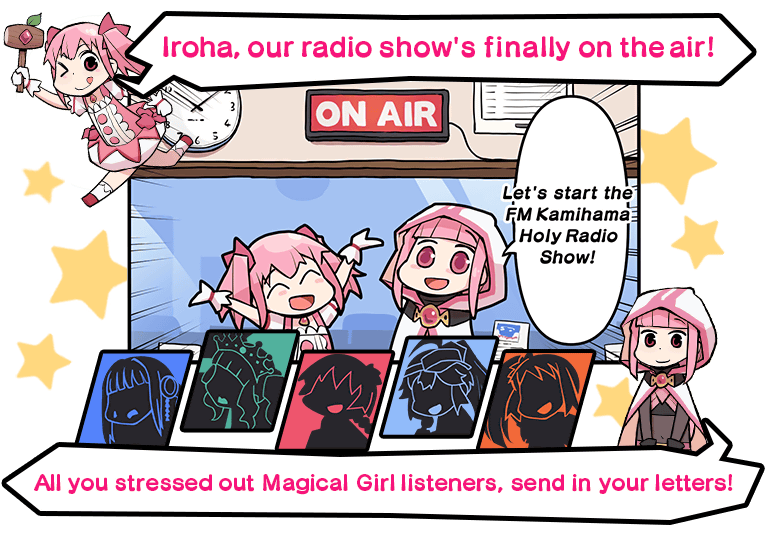 Iroha, our radio show's finally on the air!
ON AIR
Let's start the
FM Kamihama
Holy Radio
Show!
All you stressed out Magical Girl listeners, send in your letters!